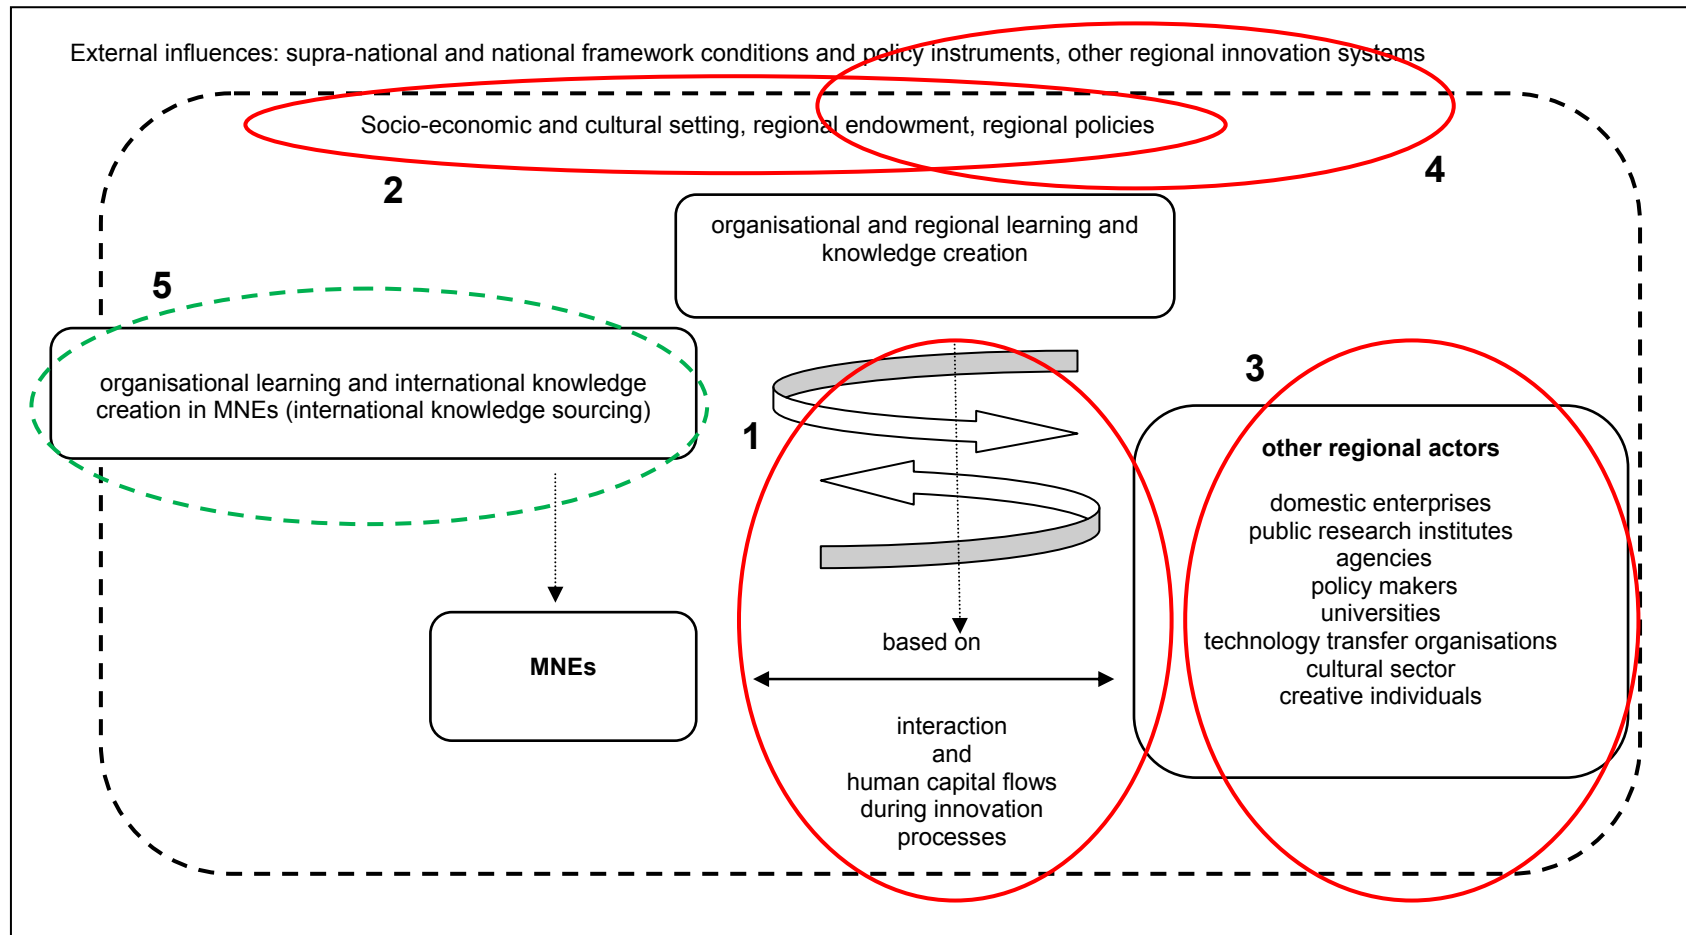 External influences: supra-national and national framework conditions and policy instruments, other regional innovation systems
Socio-economic and cultural setting, regional endowment, regional policies
2
4
organisational and regional learning and
knowledge creation
5
organisational learning and international knowledge
creation in MNEs (international knowledge sourcing)
1
3
other regional actors
domestic enterprises
public research institutes
agencies
policy makers
universities
technology transfer organisations
cultural sector
creative individuals
MNEs
based on
interaction
and
human capital flows
during innovation
processes